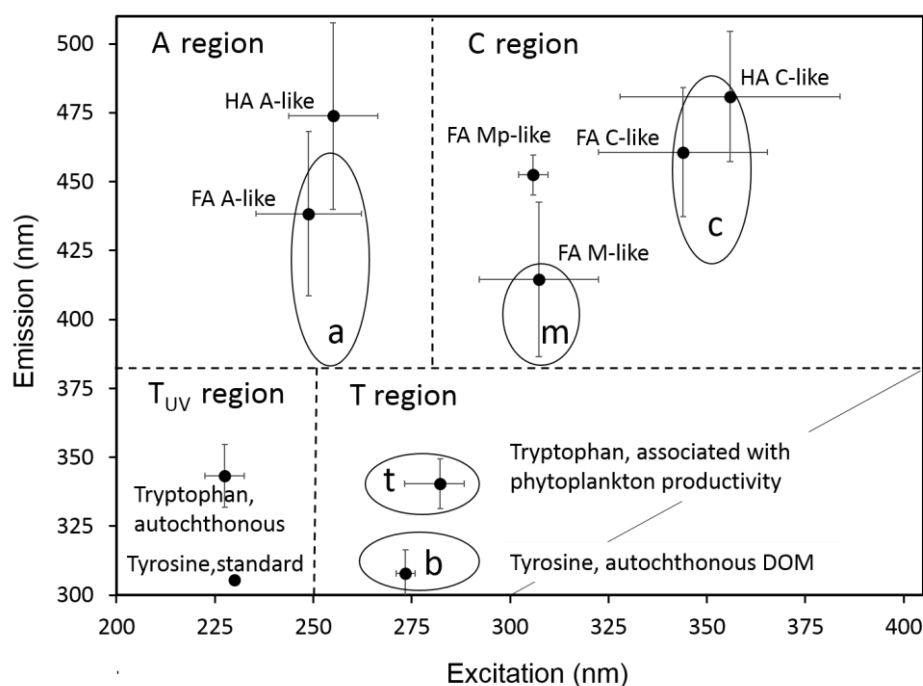 A region
C region
HA A-like
HA C-like
FA Mp-like
FA C-like
FA A-like
FA M-like
a
m
c
T_UV region
T region
t
Tryptophan,
autochthonous
Tryptophan, associated with
phytoplankton productivity
Tyrosine,standard
b
Tyrosine, autochthonous DOM
Emission (nm)
500
475
450
425
400
375
350
325
300
200
225
250
275
300
325
350
375
400
Excitation (nm)